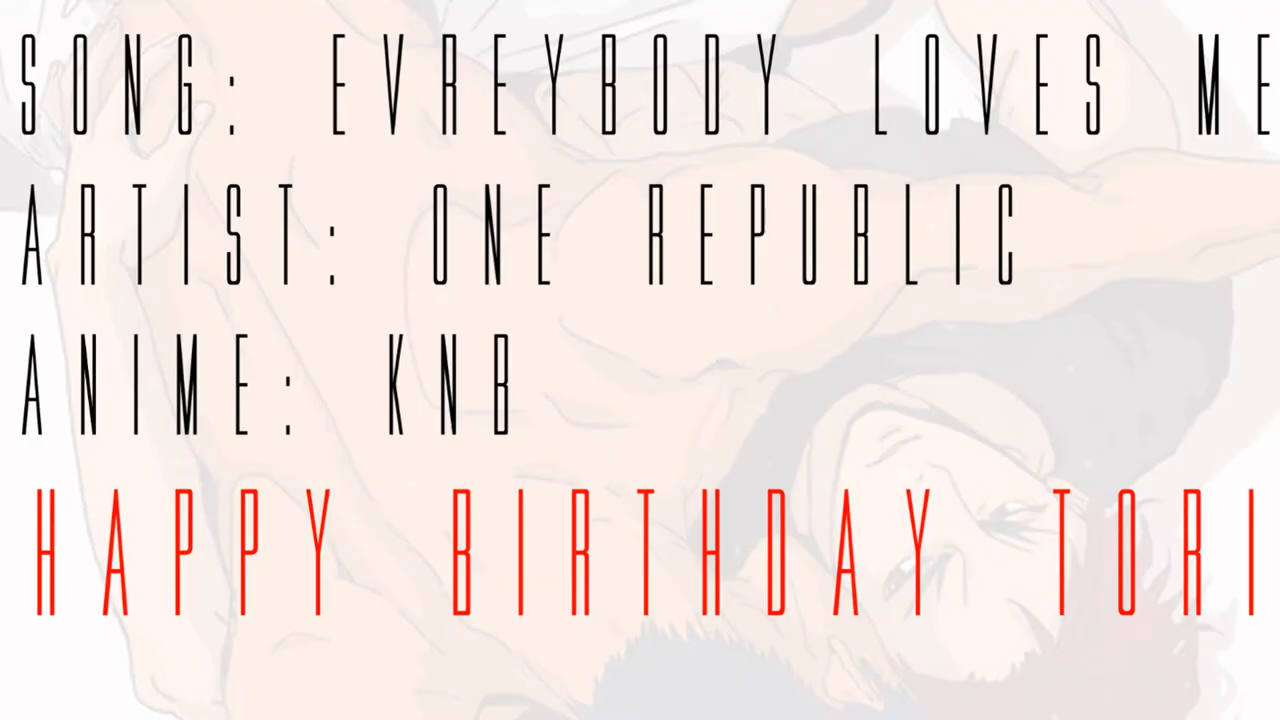 SONG: EVREYBODY LOVES ME
ARTIST: ONE REPUBLIC
ANIME: KNB
HAPPY BIRTHDAY TORI